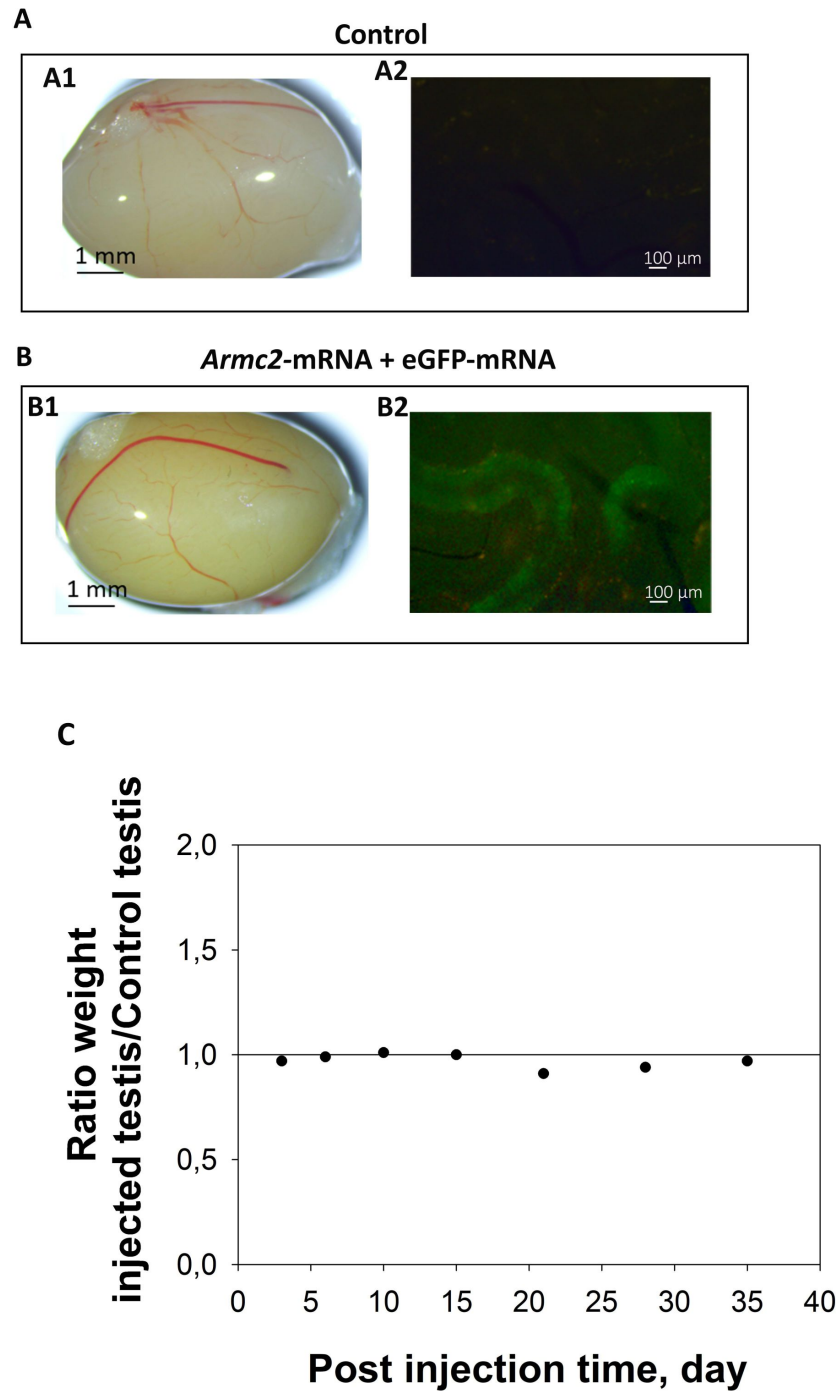 A
Control
A1
A2
1 mm
100 µm
B
Armc2-mRNA + eGFP-mRNA
B1
B2
1 mm
100 µm
C
Ratio weight
injected testis/Control testis
2,0
1,5
1,0
0,5
0,0
0 5 10 15 20 25 30 35 40
Post injection time, day